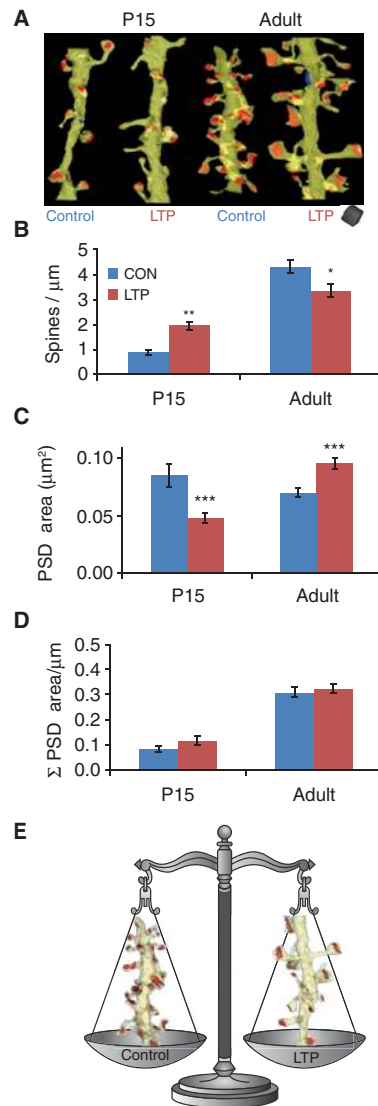 A
P15 Adult
Control LTP Control LTP
B
Spines / μm
5
4
3
2
1
0
CON
LTP
**
*
P15 Adult
C
PSD area (μm²)
0.10
0.05
0.00
***
***
P15 Adult
D
Σ PSD area/μm
0.5
0.4
0.3
0.2
0.1
0.0
P15 Adult
E
Control LTP